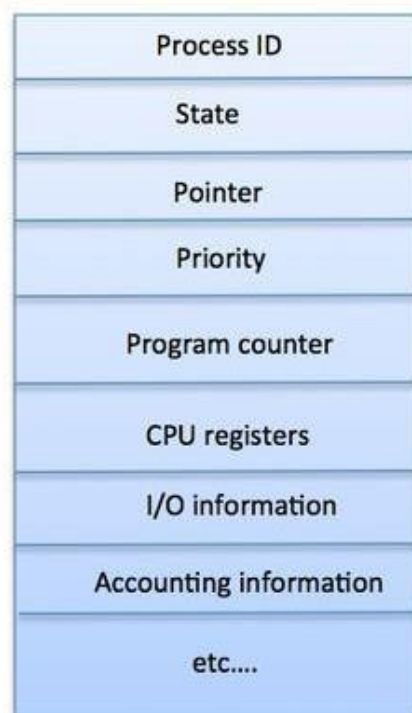 Process ID
State
Pointer
Priority
Program counter
CPU registers
I/O information
Accounting information
etc....